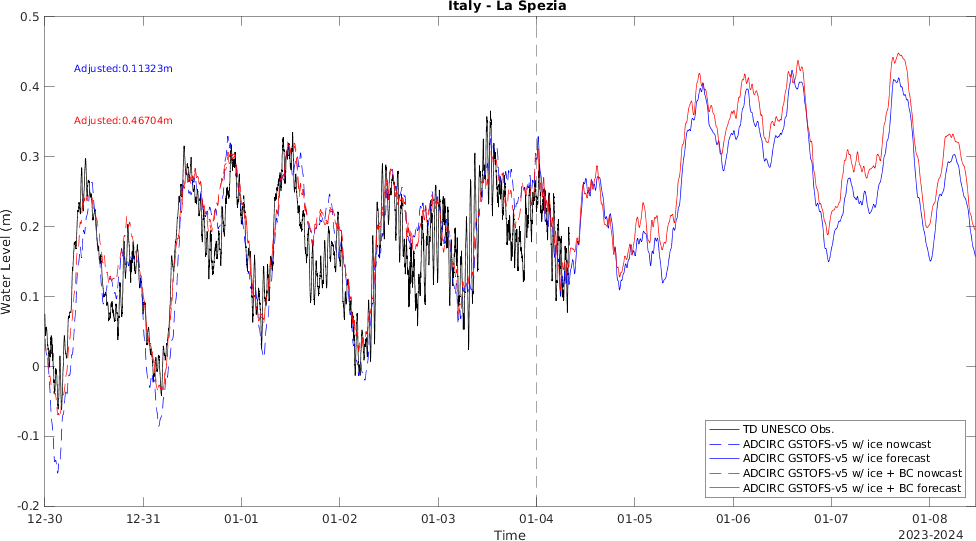 Italy - La Spezia
0.5
0.4
0.3
0.2
0.1
0
-0.1
-0.2
Water Level (m)
Adjusted:0.11323m
Adjusted:0.46704m
TD UNESCO Obs.
ADCIRC GSTOFS-v5 w/ ice nowcast
ADCIRC GSTOFS-v5 w/ ice forecast
ADCIRC GSTOFS-v5 w/ ice + BC nowcast
ADCIRC GSTOFS-v5 w/ ice + BC forecast
12-30 12-31 01-01 01-02 01-03 01-04 01-05 01-06 01-07 01-08
Time
2023-2024